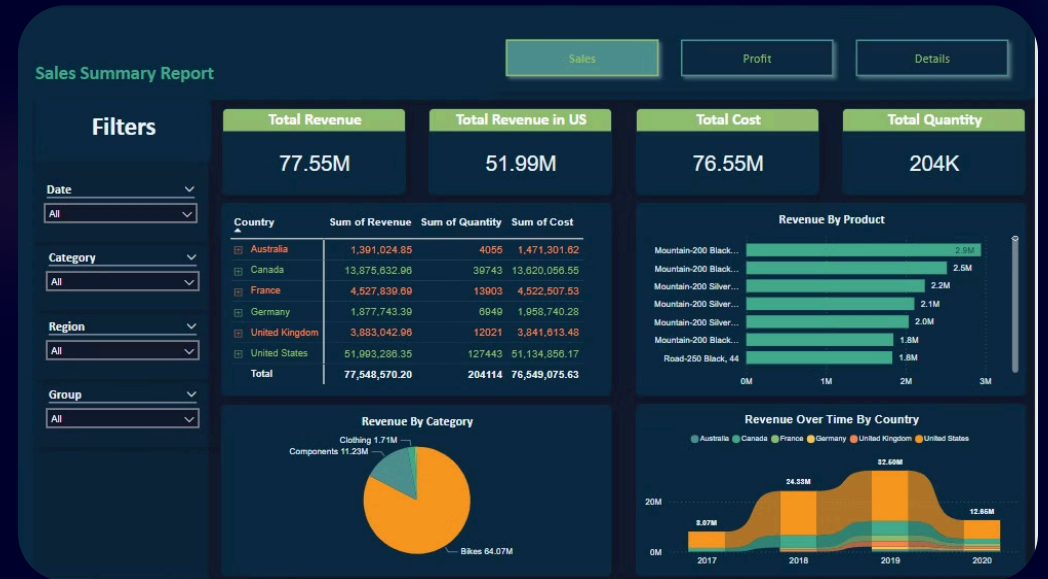 Sales Summary Report
Sales
Profit
Details
Filters
Date
All
Category
All
Region
All
Group
All
Total Revenue
77.55M
Total Revenue in US
51.99M
Total Cost
76.55M
Total Quantity
204K
Country Sum of Revenue Sum of Quantity Sum of Cost
Australia 1,391,024.85 4055 1,471,301.62
Canada 13,875,632.96 39743 13,620,056.55
France 4,527,839.69 13903 4,522,507.53
Germany 1,877,743.39 6949 1,958,740.28
United Kingdom 3,883,042.96 12021 3,841,613.48
United States 51,993,286.35 127443 51,134,856.17
Total 77,548,570.20 204114 76,549,075.63
Revenue By Product
Mountain-200 Black... 2.9M
Mountain-200 Black... 2.5M
Mountain-200 Silver... 2.2M
Mountain-200 Silver... 2.1M
Mountain-200 Silver... 2.0M
Mountain-200 Black... 1.8M
Road-250 Black, 44 1.8M
0M 1M 2M 3M
Revenue By Category
Clothing 1.71M
Components 11.23M
Bikes 64.07M
Revenue Over Time By Country
Australia Canada France Germany United Kingdom United States
32.50M
24.33M
20M
8.07M
12.65M
0M
2017 2018 2019 2020